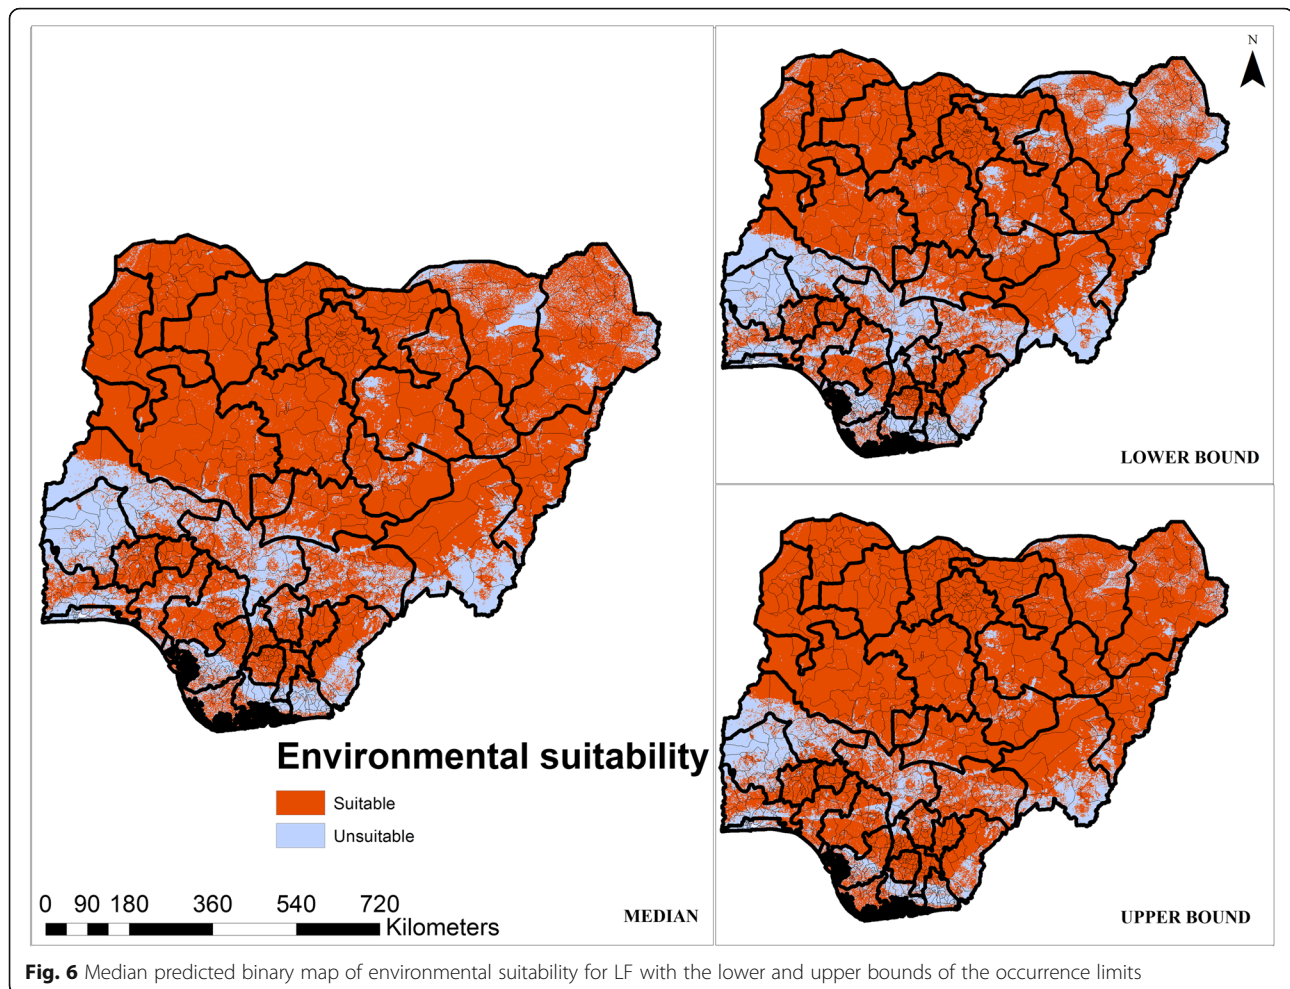 Environmental suitability
Suitable
Unsuitable
0 90 180 360 540 720
Kilometers
MEDIAN
N
LOWER BOUND
UPPER BOUND
Fig. 6 Median predicted binary map of environmental suitability for LF with the lower and upper bounds of the occurrence limits